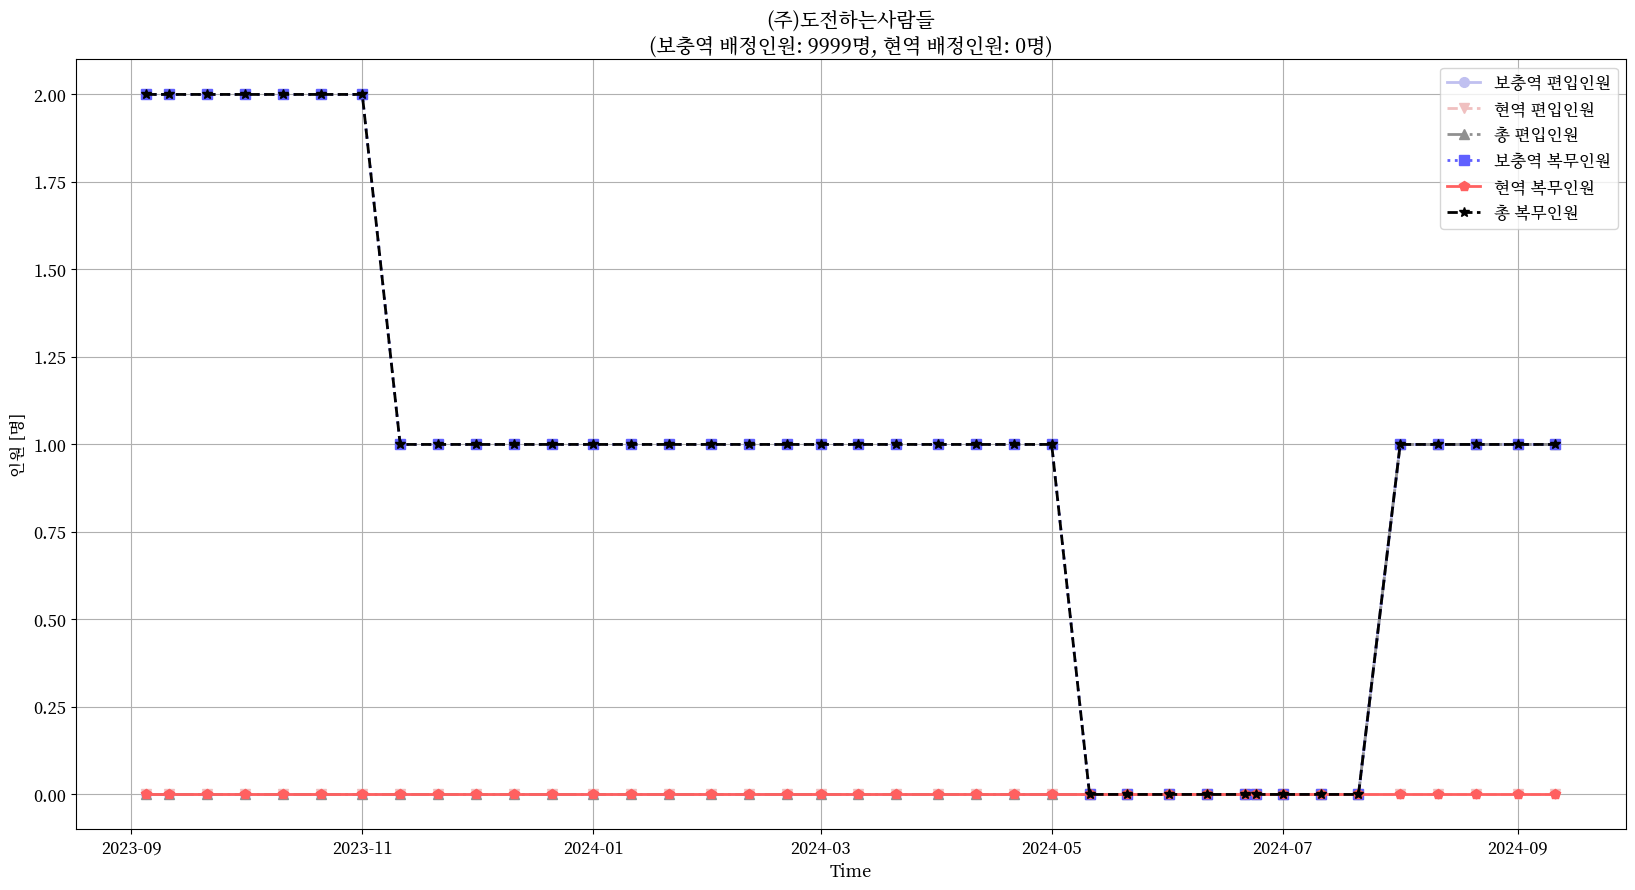 (주)도전하는사람들
(보충역 배정인원: 9999명, 현역 배정인원: 0명)
보충역 편입인원
현역 편입인원
총 편입인원
보충역 복무인원
현역 복무인원
총 복무인원
인원 [명]
2.00
1.75
1.50
1.25
1.00
0.75
0.50
0.25
0.00
2023-09
2023-11
2024-01
2024-03
2024-05
2024-07
2024-09
Time